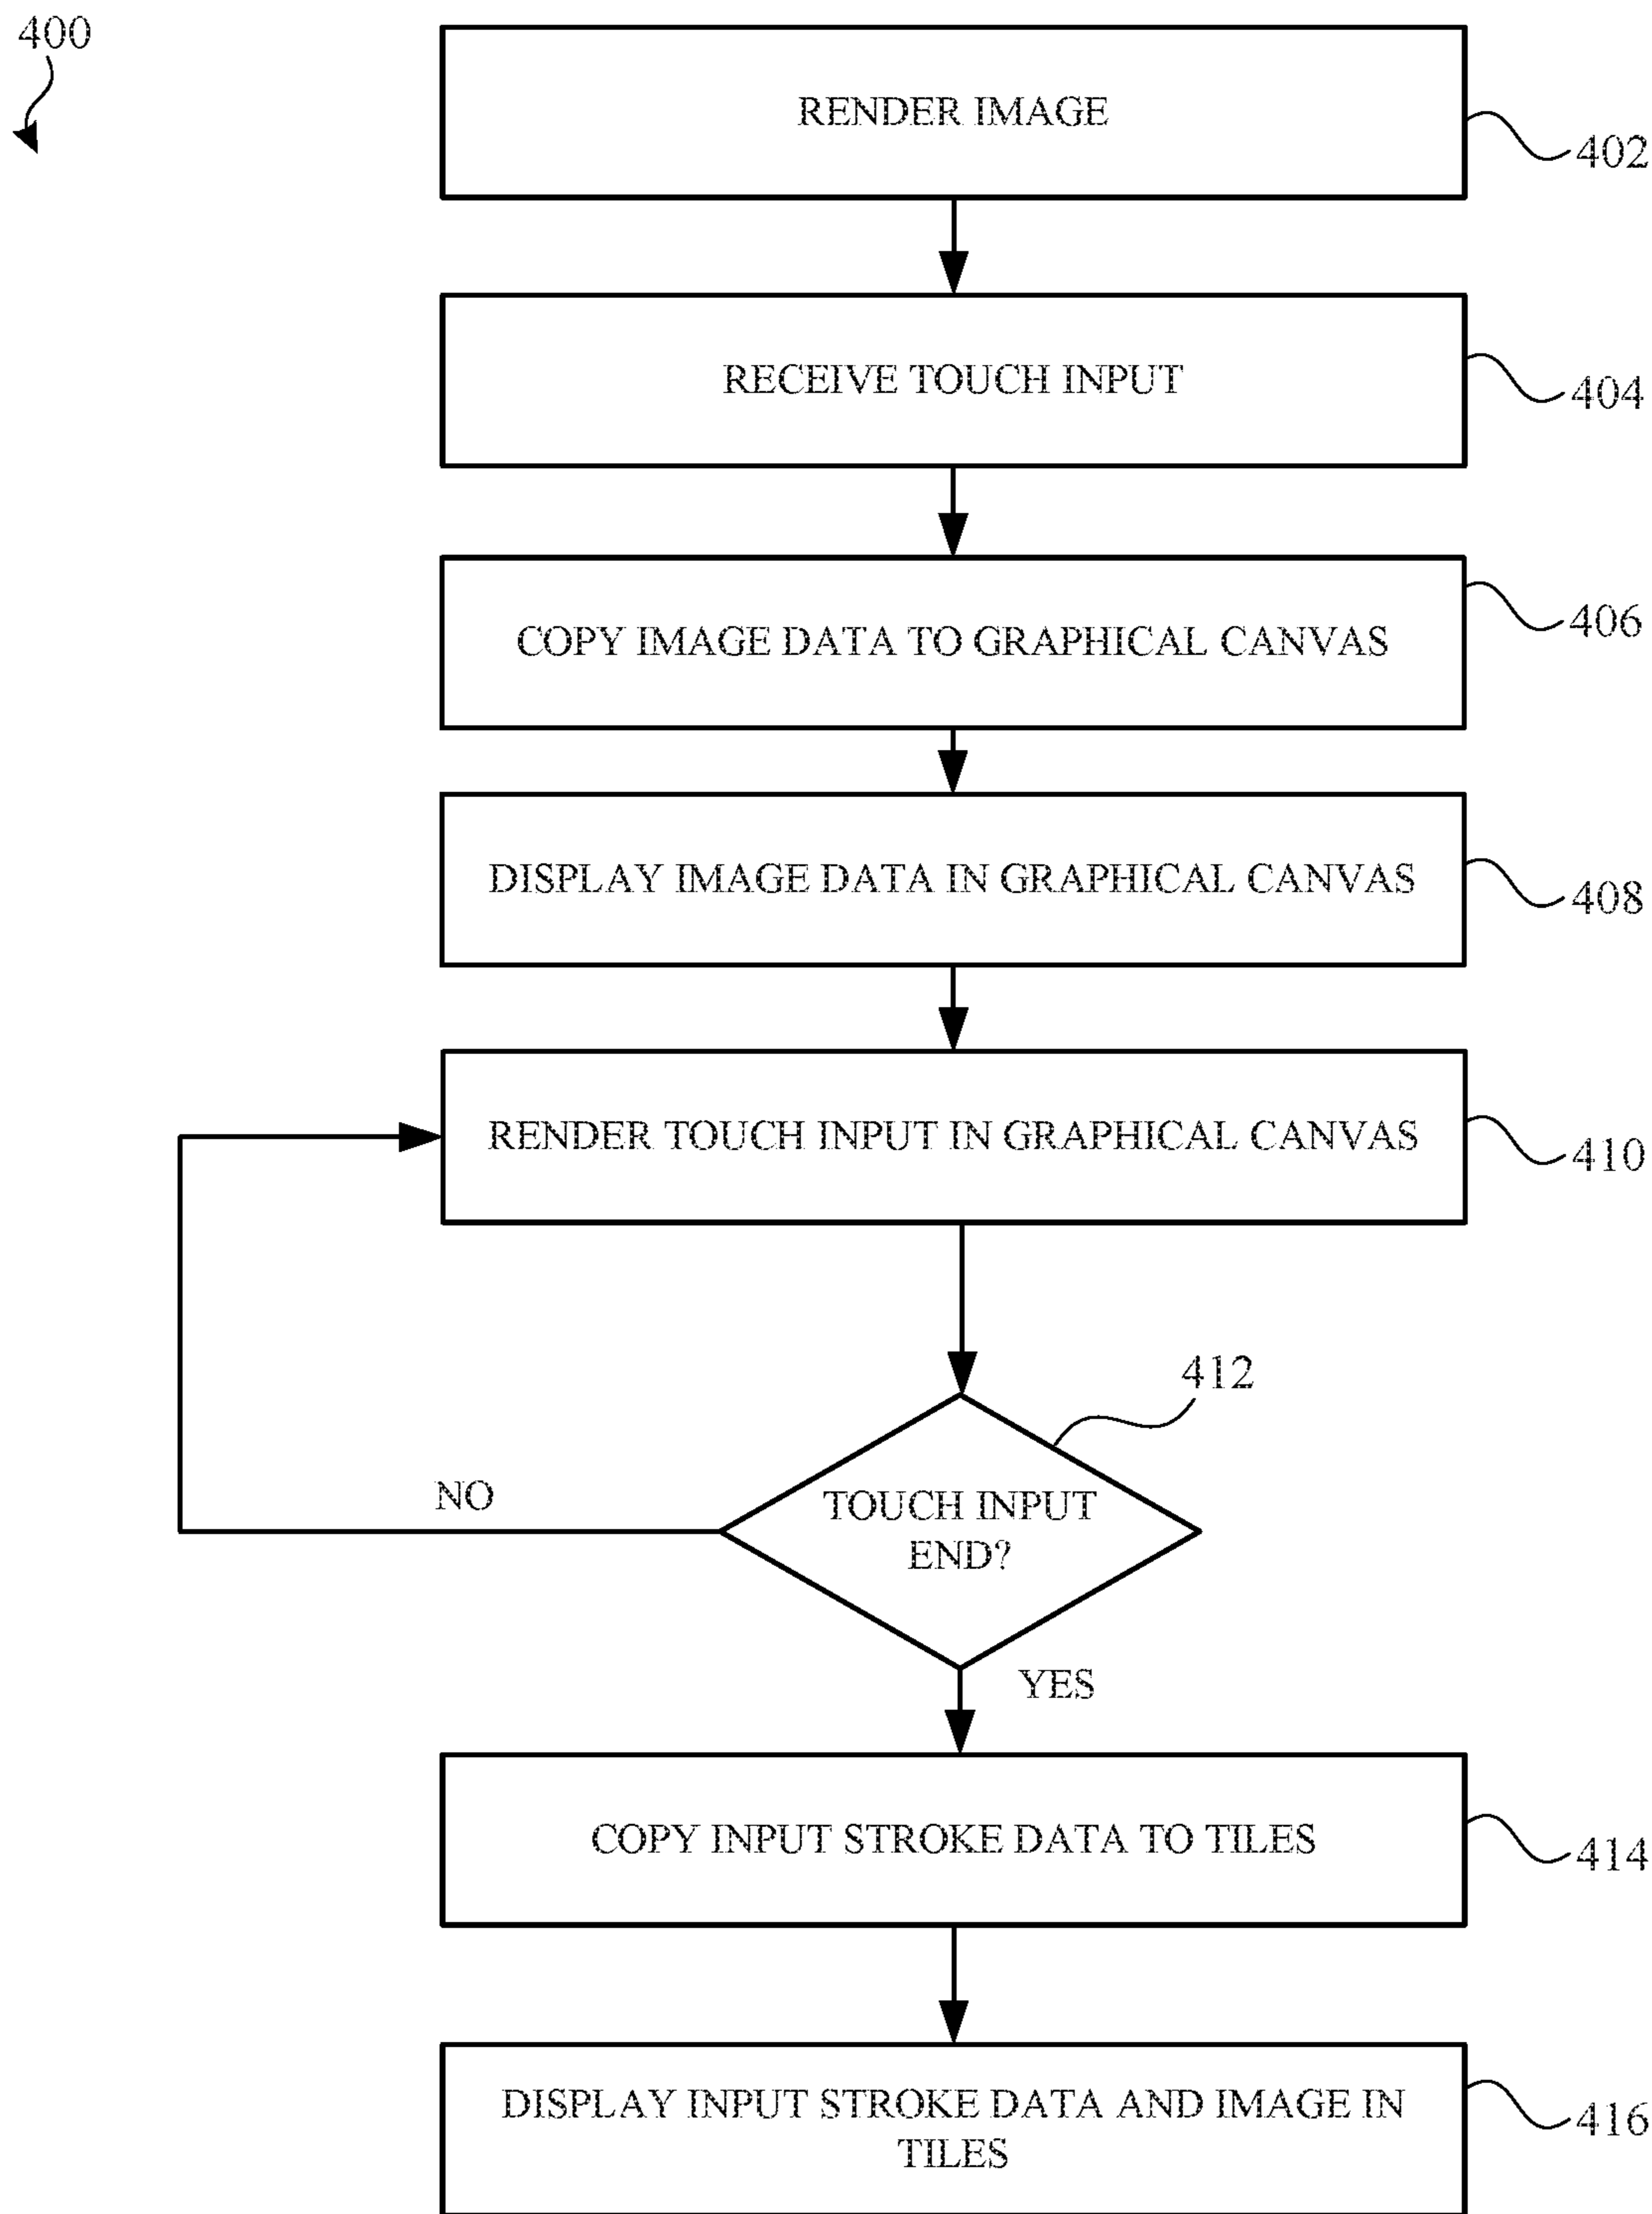 400
RENDER IMAGE
402
RECEIVE TOUCH INPUT
404
COPY IMAGE DATA TO GRAPHICAL CANVAS
406
DISPLAY IMAGE DATA IN GRAPHICAL CANVAS
408
RENDER TOUCH INPUT IN GRAPHICAL CANVAS
410
412
TOUCH INPUT
END?
NO
YES
COPY INPUT STROKE DATA TO TILES
414
DISPLAY INPUT STROKE DATA AND IMAGE IN
TILES
416